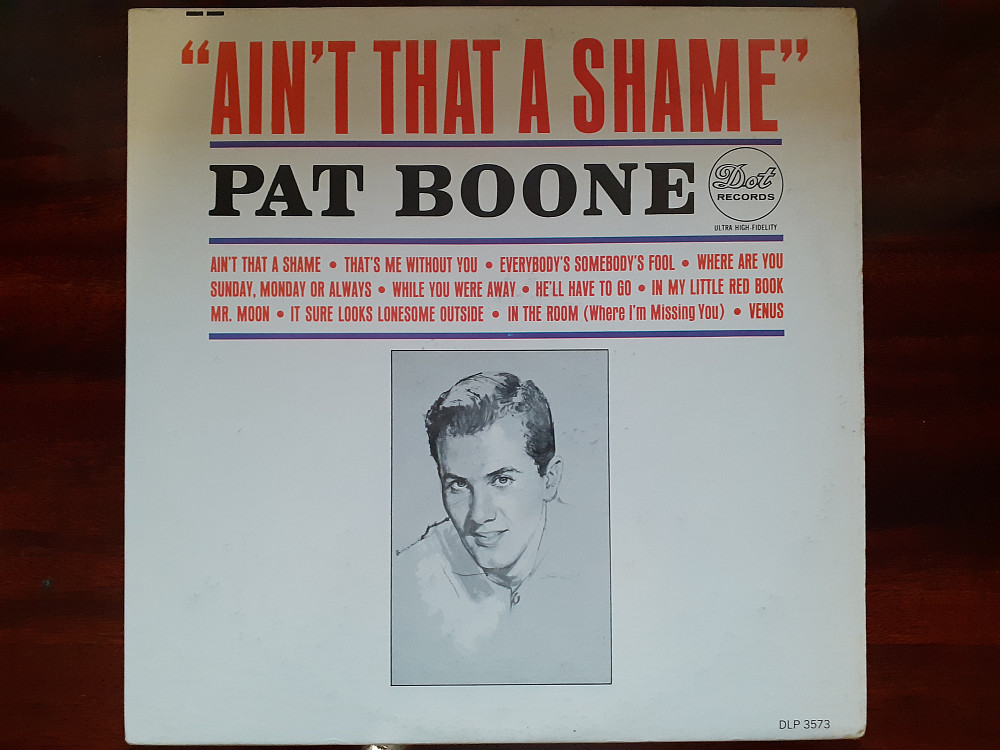 “AIN'T THAT A SHAME”
PAT BOONE
Dot
RECORDS
ULTRA HIGH-FIDELITY
AIN'T THAT A SHAME • THAT'S ME WITHOUT YOU • EVERYBODY'S SOMEBODY'S FOOL • WHERE ARE YOU
SUNDAY, MONDAY OR ALWAYS • WHILE YOU WERE AWAY • HE'LL HAVE TO GO • IN MY LITTLE RED BOOK
MR. MOON • IT SURE LOOKS LONESOME OUTSIDE • IN THE ROOM (Where I'm Missing You) • VENUS
DLP 3573